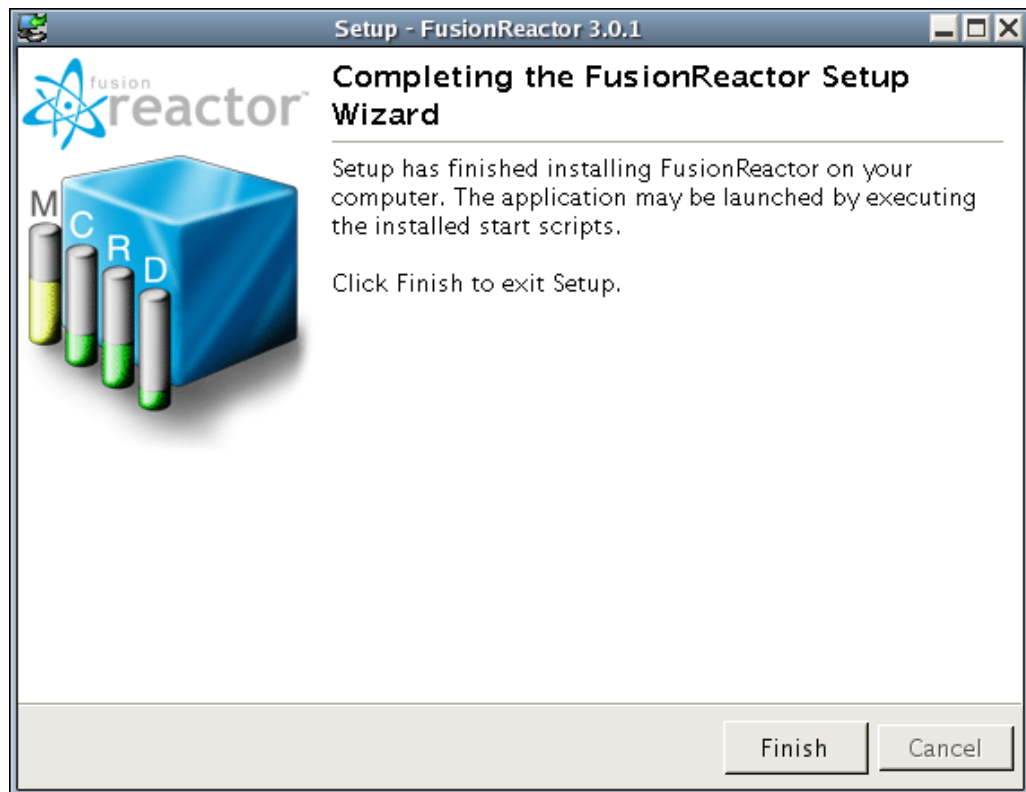 Setup - FusionReactor 3.0.1
fusion
reactor™
Completing the FusionReactor Setup
Wizard
Setup has finished installing FusionReactor on your
computer. The application may be launched by executing
the installed start scripts.
Click Finish to exit Setup.
M
C
R
D
Finish
Cancel